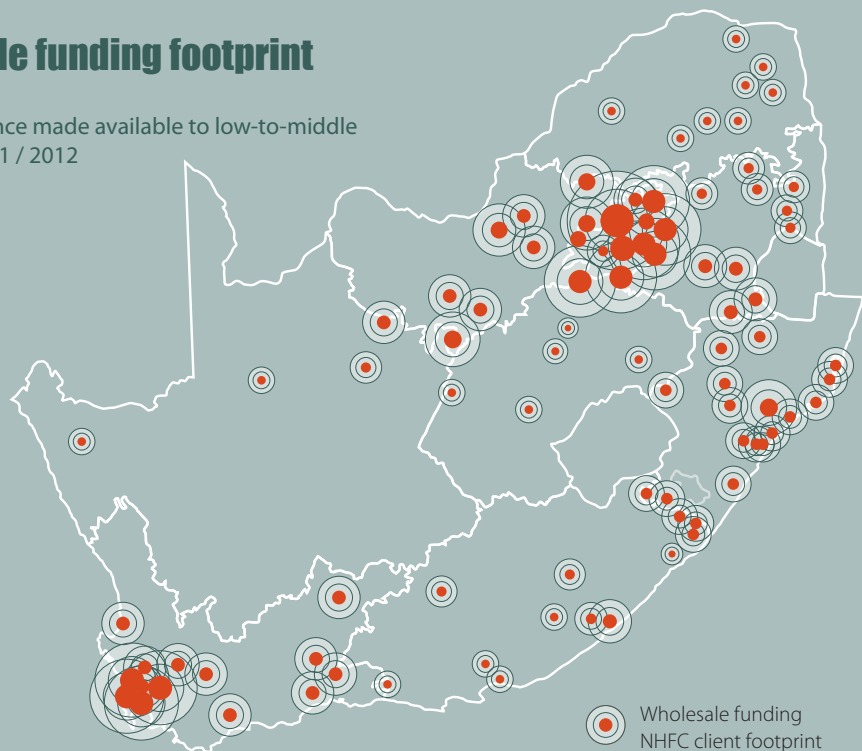 le funding footprint
nce made available to low-to-middle
1 / 2012
Wholesale funding
NHFC client footprint